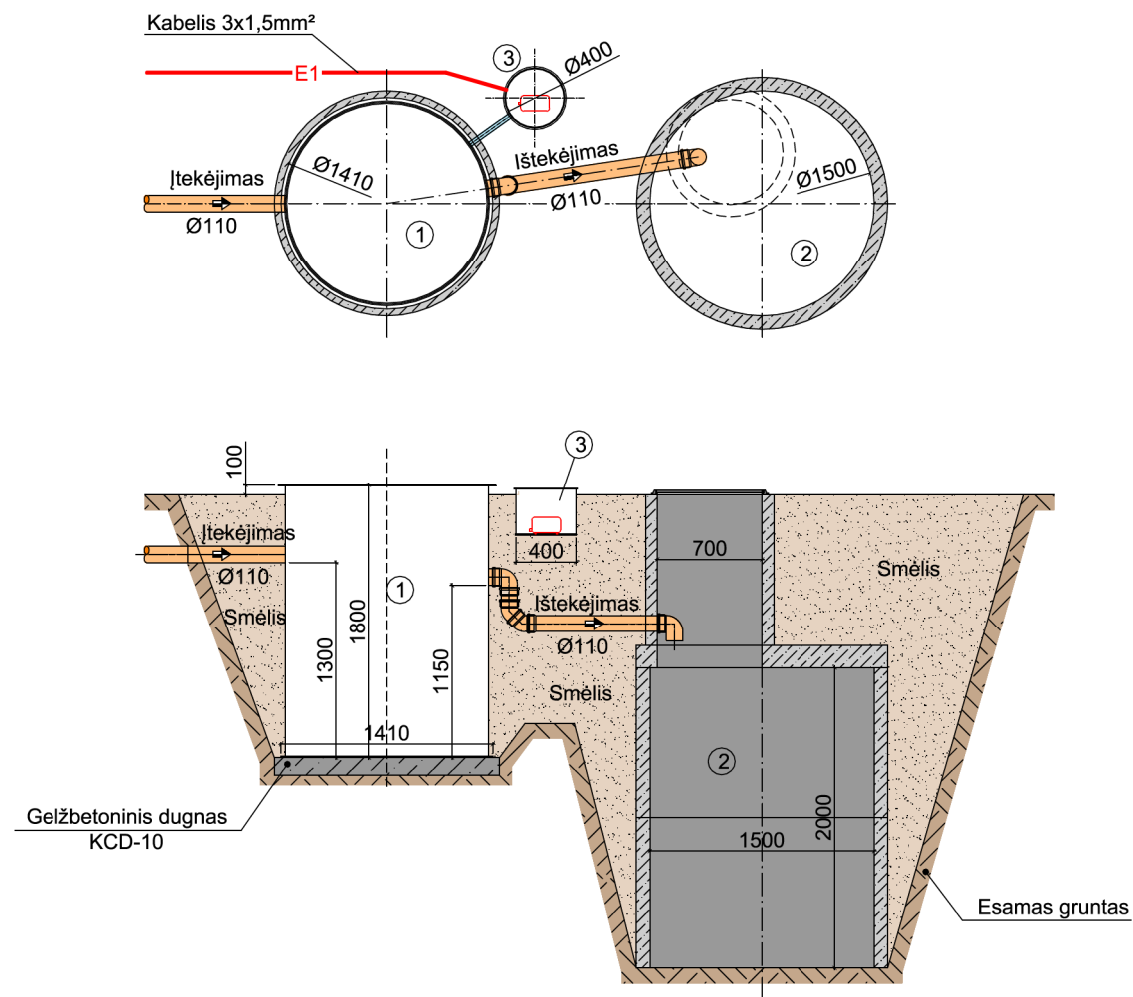 Kabelis 3x1,5mm²
E1
3
Ø400
Įtekėjimas
Ø110
Ø1410
1
Ištekėjimas
Ø110
Ø1500
2
100
3
Įtekėjimas
Ø110
Smėlis
1300
1800
1
1150
1410
400
Ištekėjimas
Ø110
Smėlis
700
Smėlis
2
1500
2000
Gelžbetoninis dugnas
KCD-10
Esamas gruntas